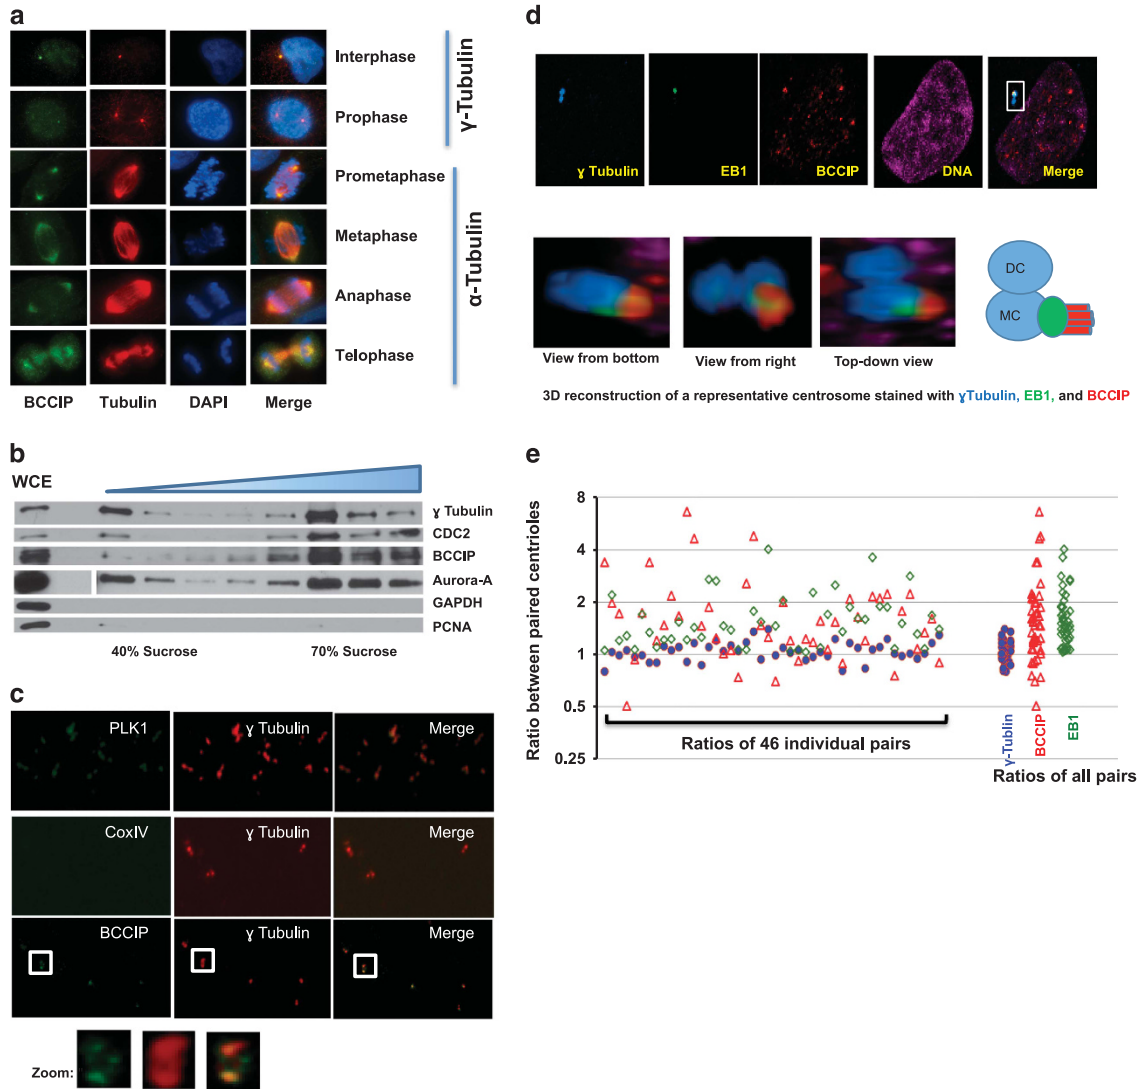 a
Interphase
Prophase
Prometaphase
Metaphase
Anaphase
Telophase
γ-Tubulin
α-Tubulin
BCCIP Tubulin DAPI Merge
b
WCE
ɣ Tubulin
CDC2
BCCIP
Aurora-A
GAPDH
PCNA
40% Sucrose 70% Sucrose
c
PLK1 ɣ Tubulin Merge
CoxIV ɣ Tubulin Merge
BCCIP ɣ Tubulin Merge
Zoom:
d
ɣ Tubulin EB1 BCCIP DNA Merge
DC
MC
View from bottom View from right Top-down view
3D reconstruction of a representative centrosome stained with ɣTubulin, EB1, and BCCIP
e
Ratio between paired centrioles
8
4
2
1
0.5
0.25
Ratios of 46 individual pairs
γ-Tublin
BCCIP
EB1
Ratios of all pairs